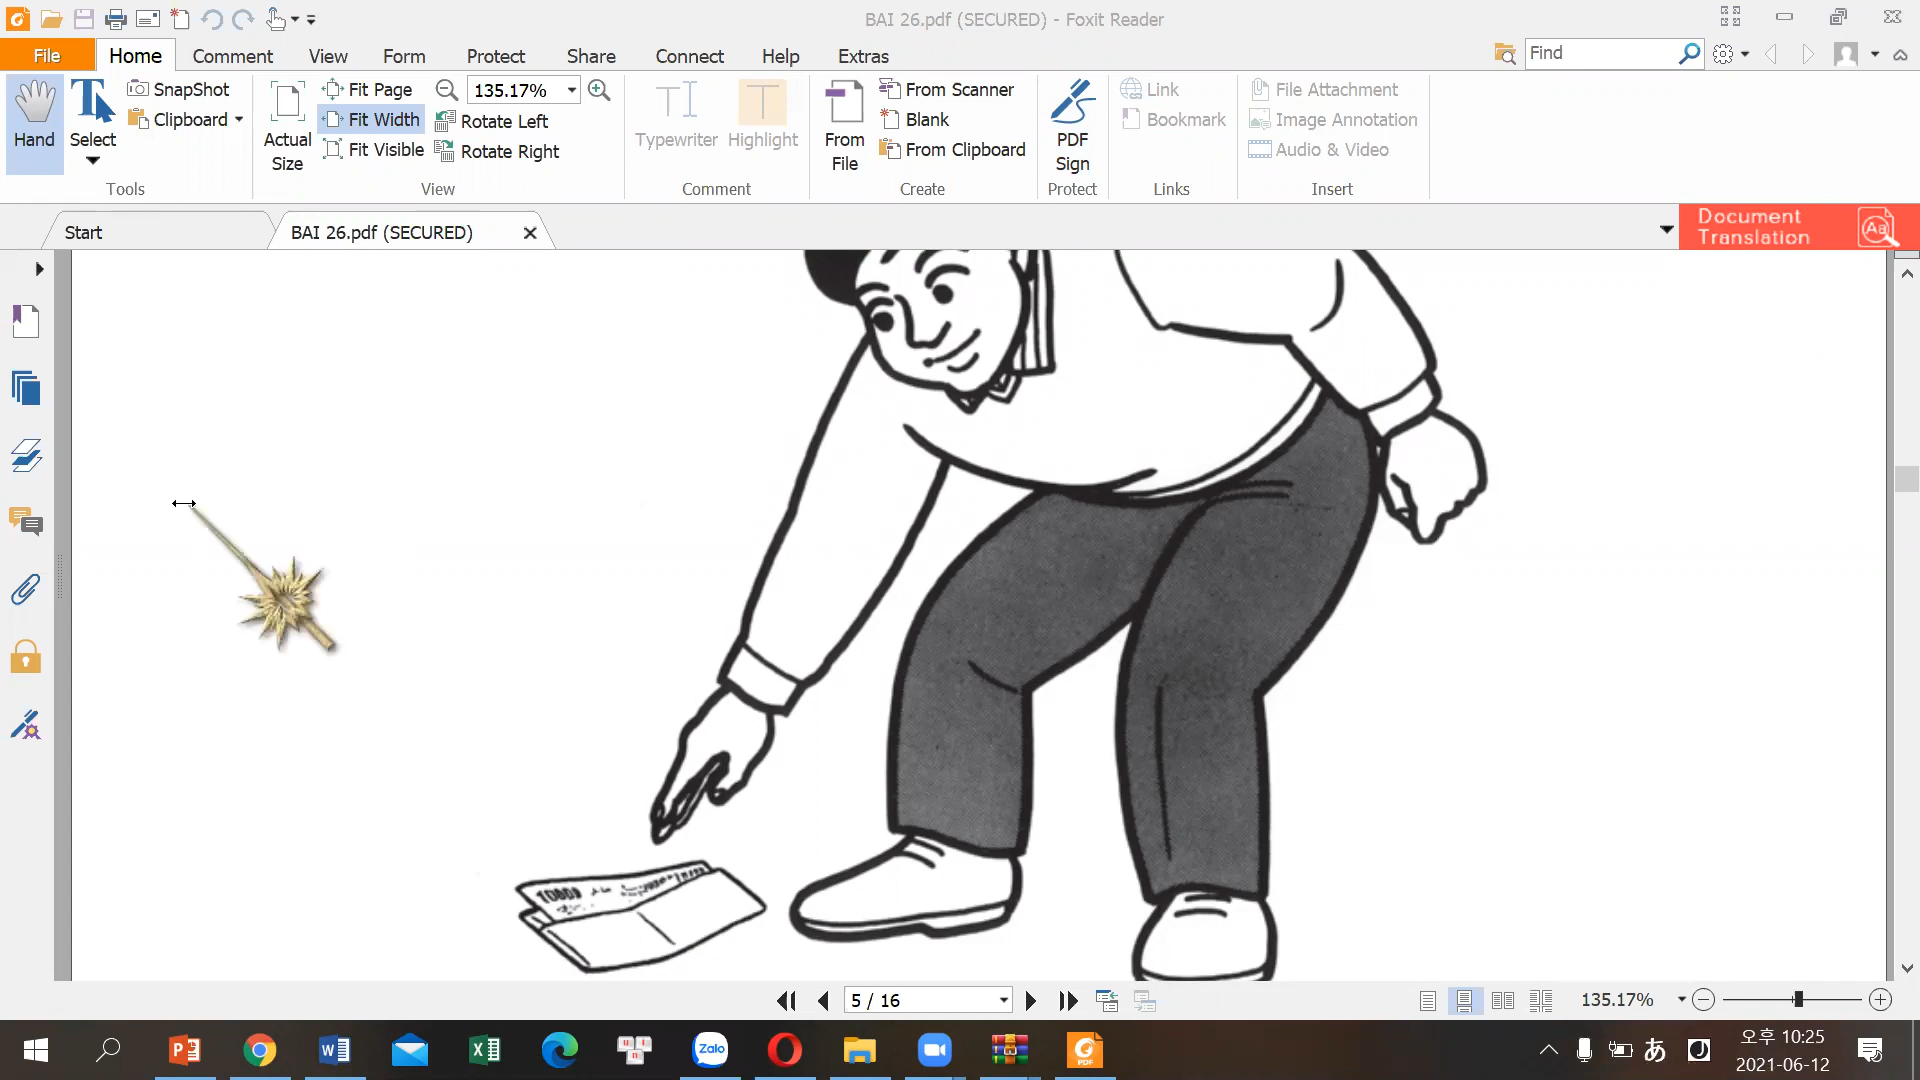 BAI 26.pdf (SECURED) - Foxit Reader
File Home Comment View Form Protect Share Connect Help Extras
Find
Hand
Select
SnapShot
Clipboard
Tools
Actual Size
Fit Page
Fit Width
Fit Visible
135.17%
Rotate Left
Rotate Right
View
Typewriter
Highlight
Comment
From File
From Scanner
Blank
From Clipboard
Create
PDF Sign
Protect
Link
Bookmark
Links
File Attachment
Image Annotation
Audio & Video
Insert
Start
BAI 26.pdf (SECURED)
Document Translation
Aa
5 / 16
135.17%
Zalo
PDF
あ
오후 10:25
2021-06-12